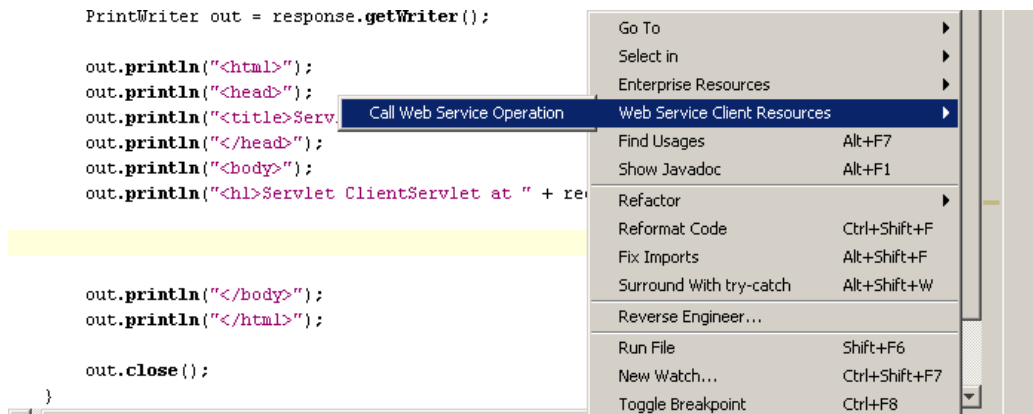 PrintWriter out = response.getWriter();
out.println("<html>");
out.println("<head>");
out.println("<title>Serv
out.println("</head>");
out.println("<body>");
out.println("<h1>Servlet ClientServlet at " + re
out.println("</body>");
out.println("</html>");
out.close();
}
Call Web Service Operation
Go To
Select in
Enterprise Resources
Web Service Client Resources
Find Usages Alt+F7
Show Javadoc Alt+F1
Refactor
Reformat Code Ctrl+Shift+F
Fix Imports Alt+Shift+F
Surround With try-catch Alt+Shift+W
Reverse Engineer...
Run File Shift+F6
New Watch... Ctrl+Shift+F7
Toggle Breakpoint Ctrl+F8